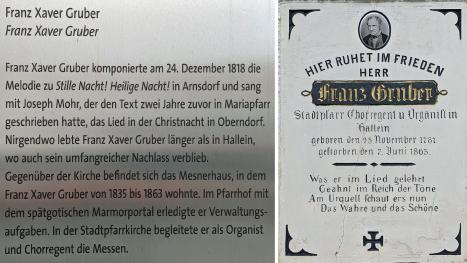 Franz Xaver Gruber
Franz Xaver Gruber
Franz Xaver Gruber komponierte am 24. Dezember 1818 die
Melodie zu Stille Nacht! Heilige Nacht! in Arnsdorf und sang
mit Joseph Mohr, der den Text zwei Jahre zuvor in Mariapfarr
geschrieben hatte, das Lied in der Christnacht in Oberndorf.
Nirgendwo lebte Franz Xaver Gruber länger als in Hallein,
wo auch sein umfangreicher Nachlass verblieb.
Gegenüber der Kirche befindet sich das Mesnerhaus, in dem
Franz Xaver Gruber von 1835 bis 1863 wohnte. Im Pfarrhof mit
dem spätgotischen Marmorportal erledigte er Verwaltungs-
aufgaben. In der Stadtpfarrkirche begleitete er als Organist
und Chorregent die Messen.
HIER RUHET IM FRIEDEN
HERR
Franz Gruber
Stadtpfarr Chorregent u Organist in
Hallein
geboren den 25 November 1787
gestorben den 7. Juni 1863.
Was er im Lied gelehrt
Geahnt im Reich der Töne
Am Urquell schaut ers nun
Das Wahre und das Schöne